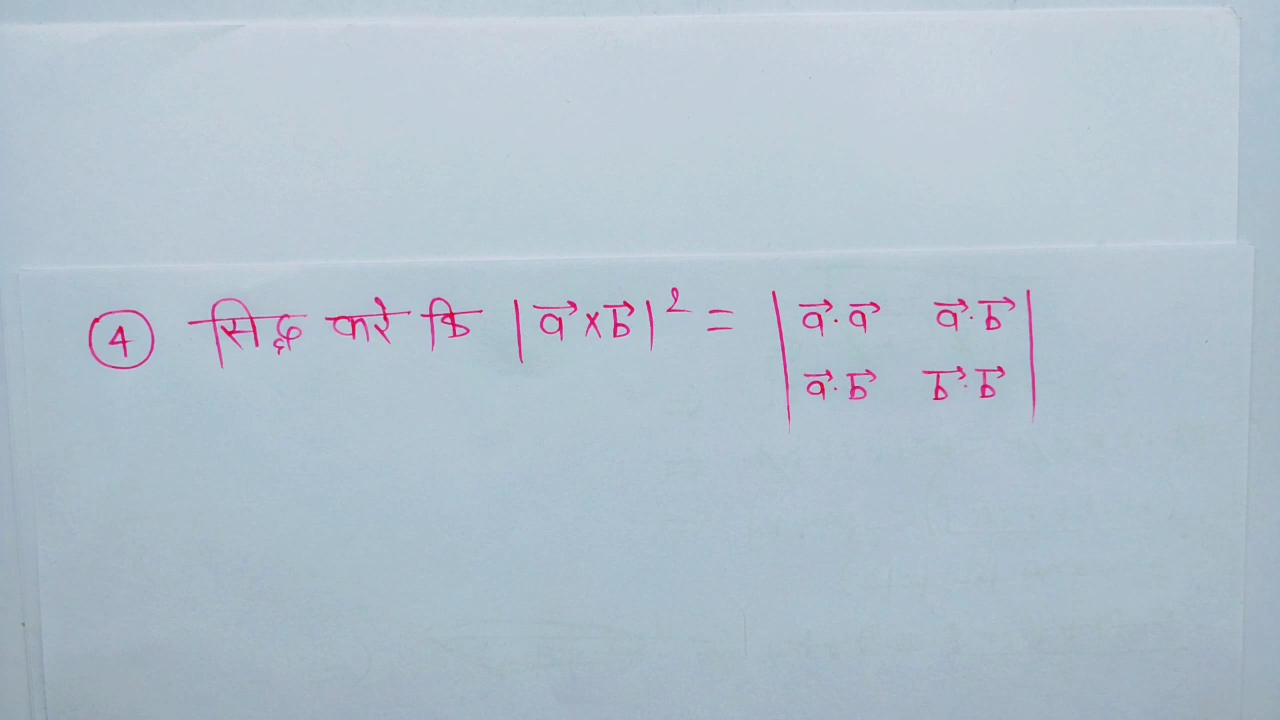 ④ सिद्ध करे कि |a⃗×b⃗|² = | a⃗·a⃗ a⃗·b⃗ |
| a⃗·b⃗ b⃗·b⃗ |